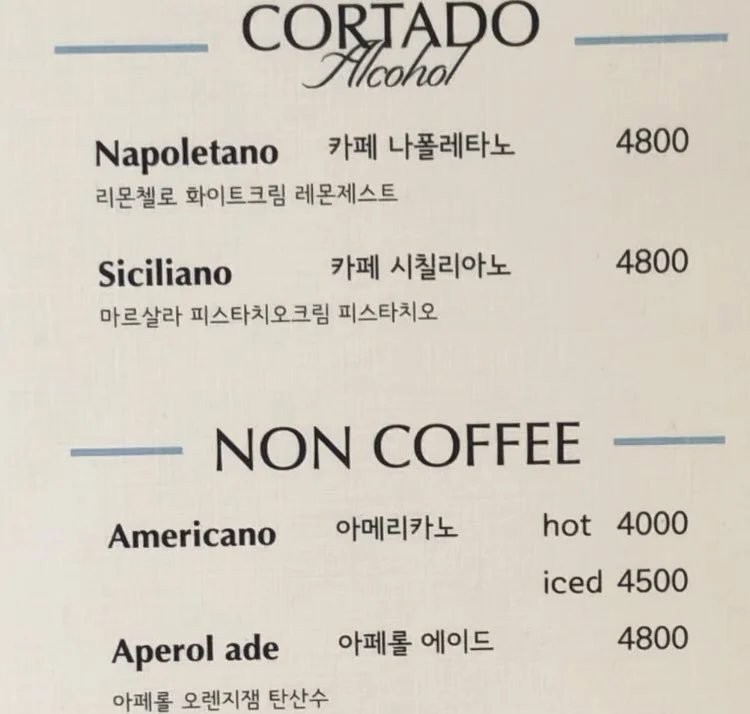 CORTADO
Alcohol
Napoletano 카페 나폴레타노 4800
리몬첼로 화이트크림 레몬제스트
Siciliano 카페 시칠리아노 4800
마르살라 피스타치오크림 피스타치오
NON COFFEE
Americano 아메리카노 hot 4000
iced 4500
Aperol ade 아페롤 에이드 4800
아페롤 오렌지잼 탄산수